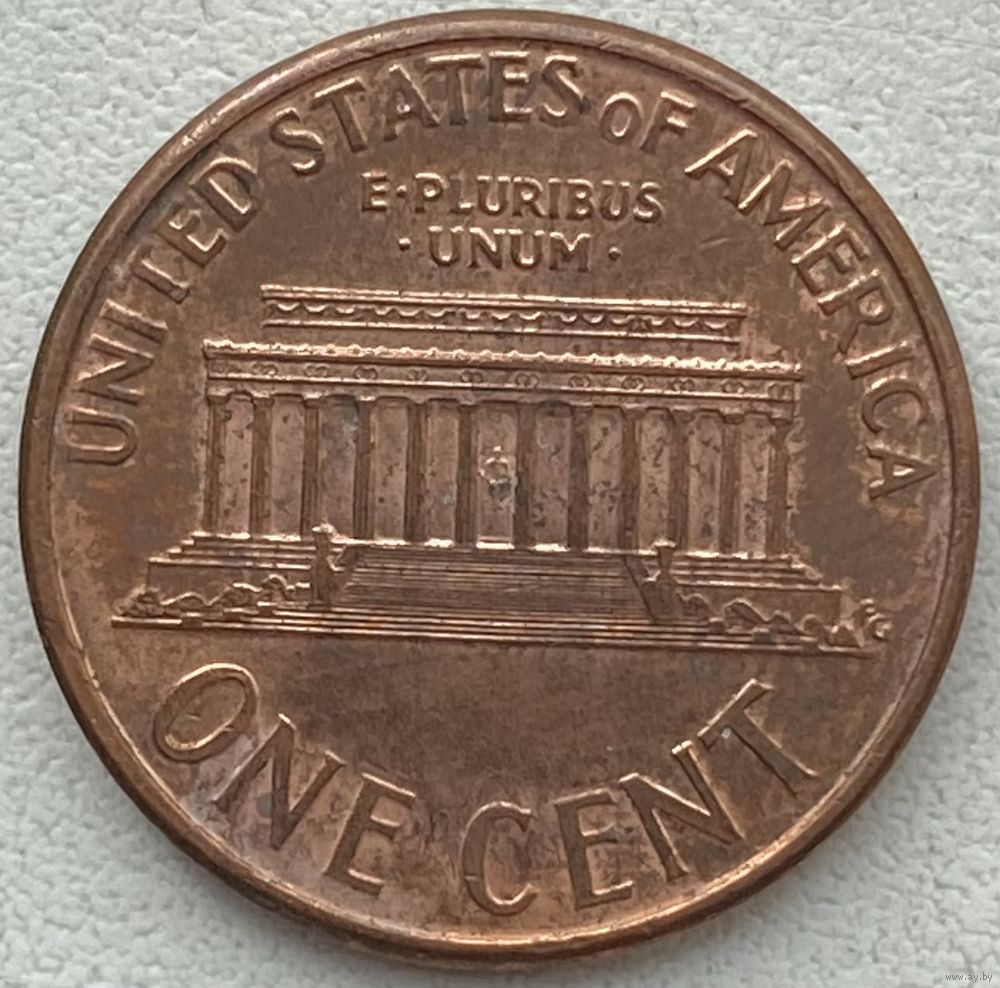 UNITED STATES OF AMERICA
E·PLURIBUS
·UNUM·
ONE CENT
www.ay.by